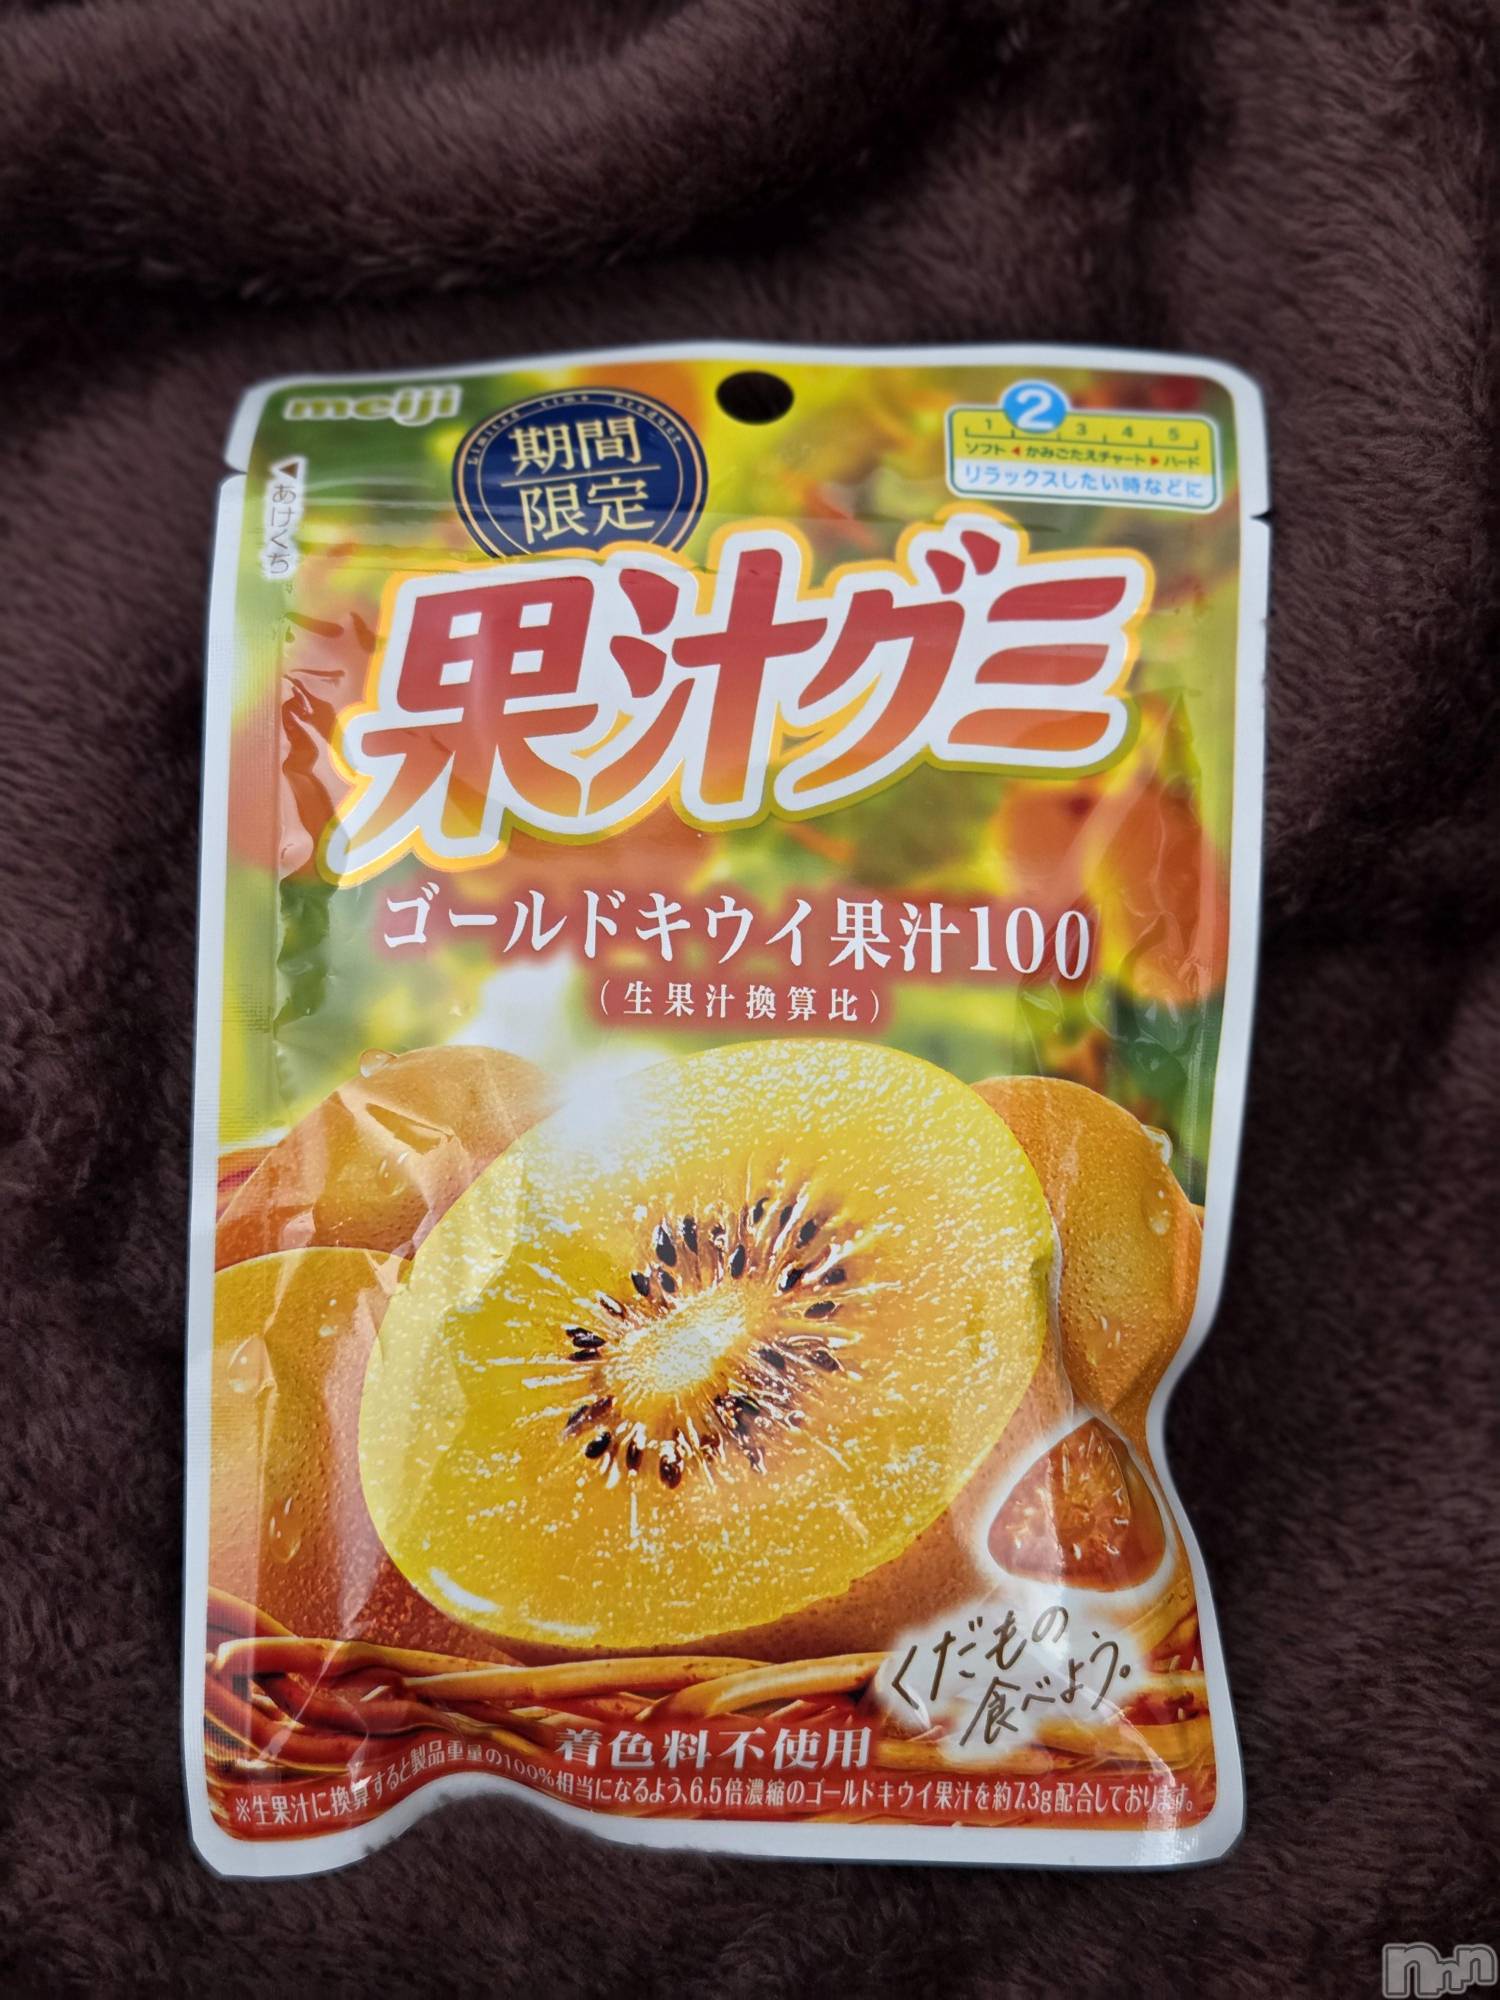 meiji
Limited Time Product
期間
限定
2
1 3 4 5
ソフト ◀ かみごたえチャート ▶ ハード
リラックスしたい時などに
◀あけくち
果汁グミ
ゴールドキウイ果汁100
(生果汁換算比)
くだもの
食べよう。
着色料不使用
※生果汁に換算すると製品重量の100%相当になるよう、6.5倍濃縮のゴールドキウイ果汁を約7.3g配合しております。
nnn